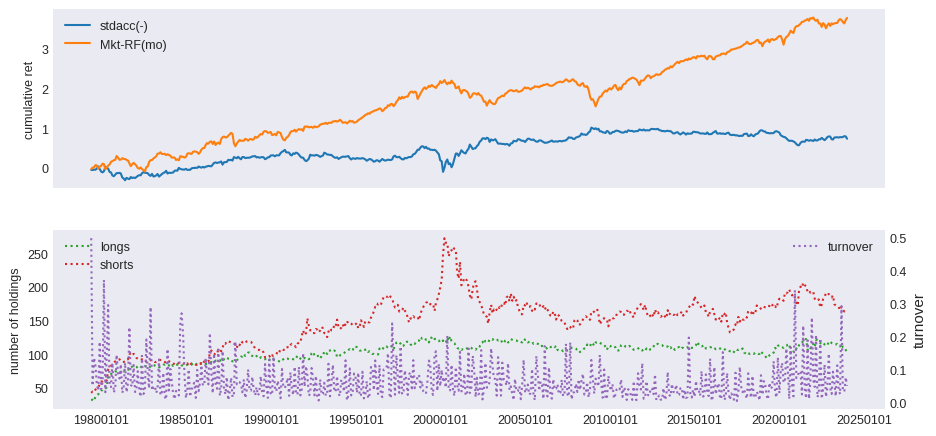 stdacc(-)
Mkt-RF(mo)
cumulative ret
3
2
1
0
longs
shorts
turnover
number of holdings
250
200
150
100
50
0.5
0.4
0.3
0.2
0.1
0.0
turnover
19800101 19850101 19900101 19950101 20000101 20050101 20100101 20150101 20200101 20250101